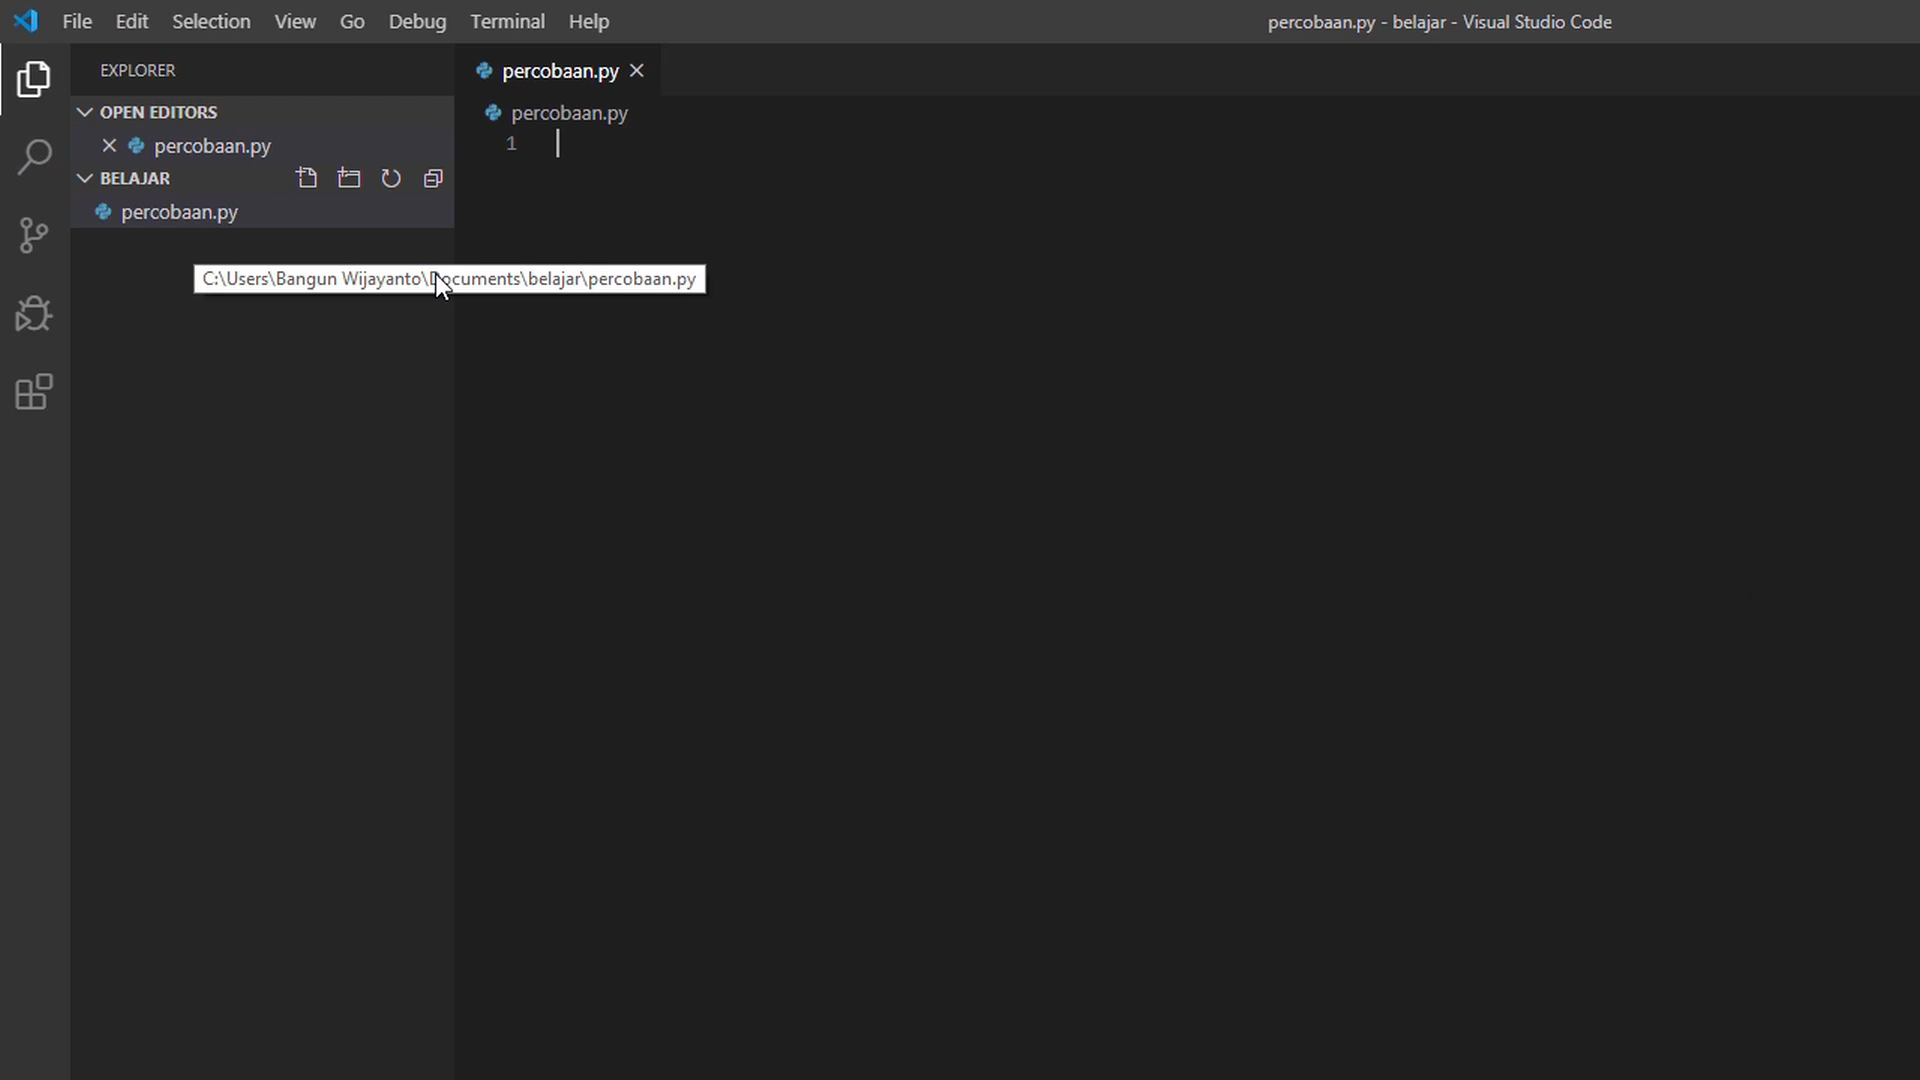 File Edit Selection View Go Debug Terminal Help percobaan.py - belajar - Visual Studio Code
EXPLORER
OPEN EDITORS
percobaan.py
BELAJAR
percobaan.py
C:\Users\Bangun Wijayanto\Documents\belajar\percobaan.py
percobaan.py
percobaan.py
1